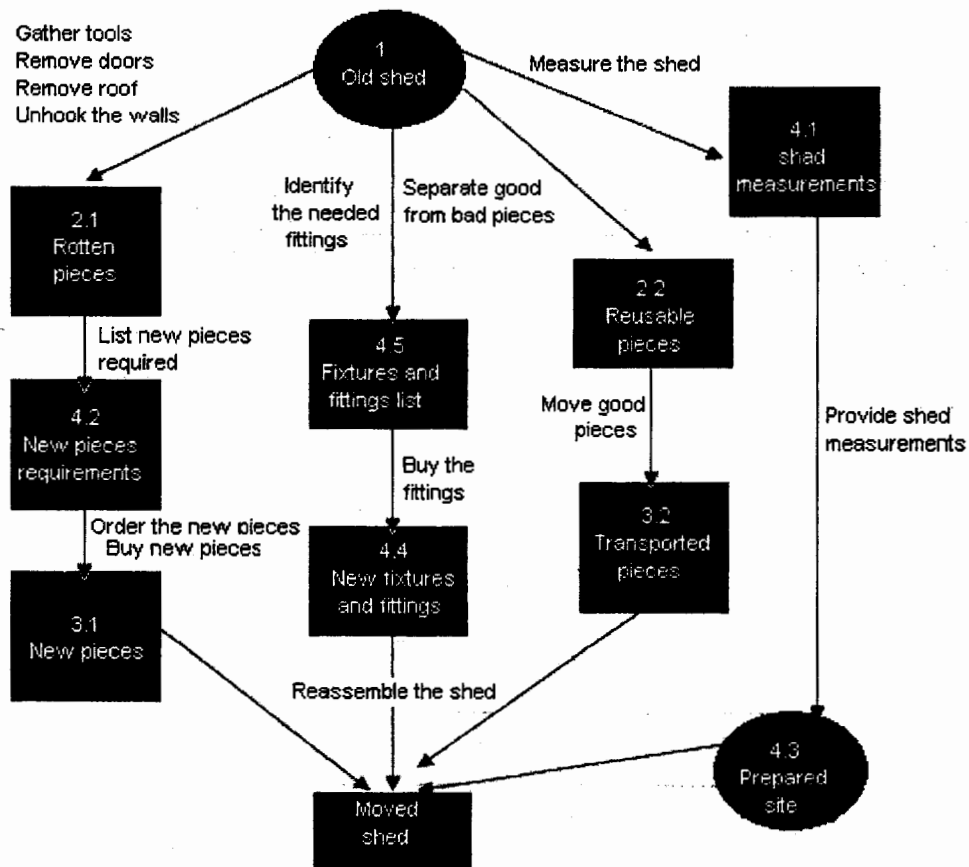 Gather tools
Remove doors
Remove roof
Unhook the walls
1
Old shed
Measure the shed
4.1
shad
measurements
Identify
the needed
fittings
Separate good
from bad pieces
2.1
Rotten
pieces
2.2
Reusable
pieces
List new pieces
required
4.5
Fixtures and
fittings list
4.2
New pieces
requirements
Move good
pieces
Provide shed
measurements
Buy the
fittings
Order the new pieces
Buy new pieces
3.2
Transported
pieces
4.4
New fixtures
and fittings
3.1
New pieces
Reassemble the shed
4.3
Prepared
site
Moved
shed